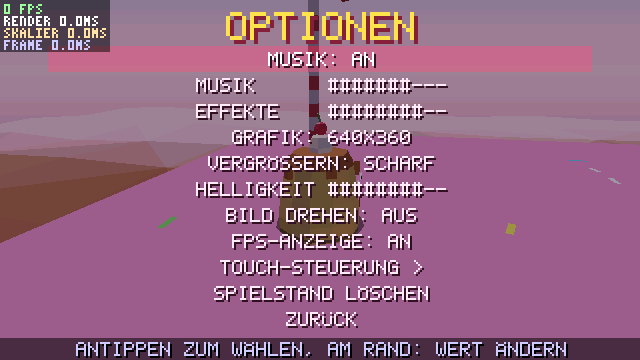 0 FPS
RENDER 0.0MS
SKALIER 0.0MS
FRAME 0.0MS
OPTIONEN
MUSIK: AN
MUSIK #######---
EFFEKTE ########--
GRAFIK: 640X360
VERGRÖSSERN: SCHARF
HELLIGKEIT ########--
BILD DREHEN: AUS
FPS-ANZEIGE: AN
TOUCH-STEUERUNG >
SPIELSTAND LÖSCHEN
ZURÜCK
ANTIPPEN ZUM WÄHLEN, AM RAND: WERT ÄNDERN